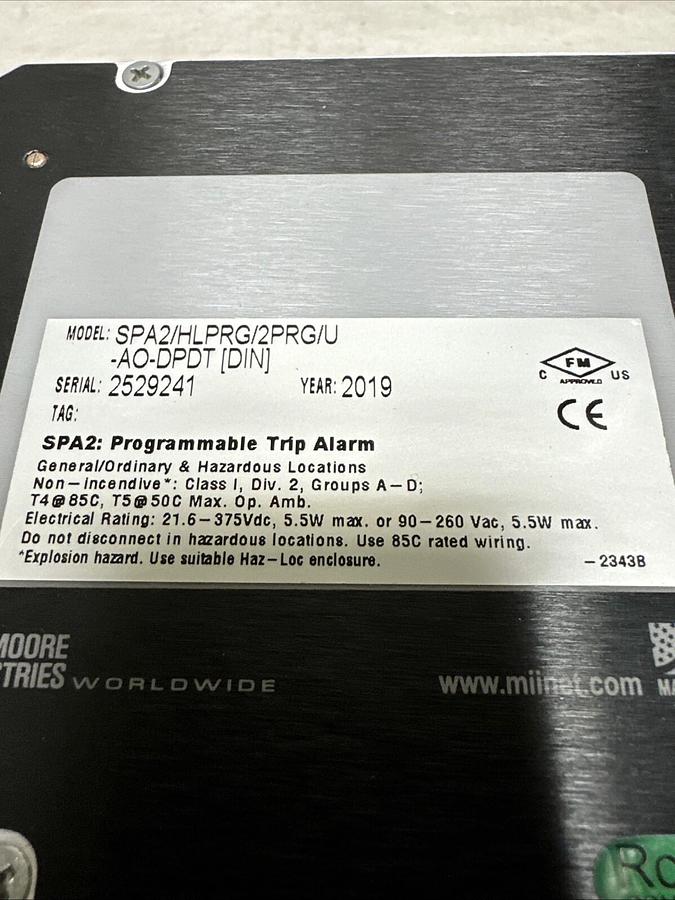 MODEL: SPA2/HLPRG/2PRG/U
-AO-DPDT [DIN]
SERIAL: 2529241 YEAR: 2019
TAG:
C FM US
APPROVED
CE
SPA2: Programmable Trip Alarm
General/Ordinary & Hazardous Locations
Non-Incendive*: Class I, Div. 2, Groups A-D;
T4@85C, T5@50C Max. Op. Amb.
Electrical Rating: 21.6-375Vdc, 5.5W max. or 90-260 Vac, 5.5W max.
Do not disconnect in hazardous locations. Use 85C rated wiring.
*Explosion hazard. Use suitable Haz-Loc enclosure. -2343B
MOORE
TRIES WORLDWIDE
www.miinet.com MA
Ro